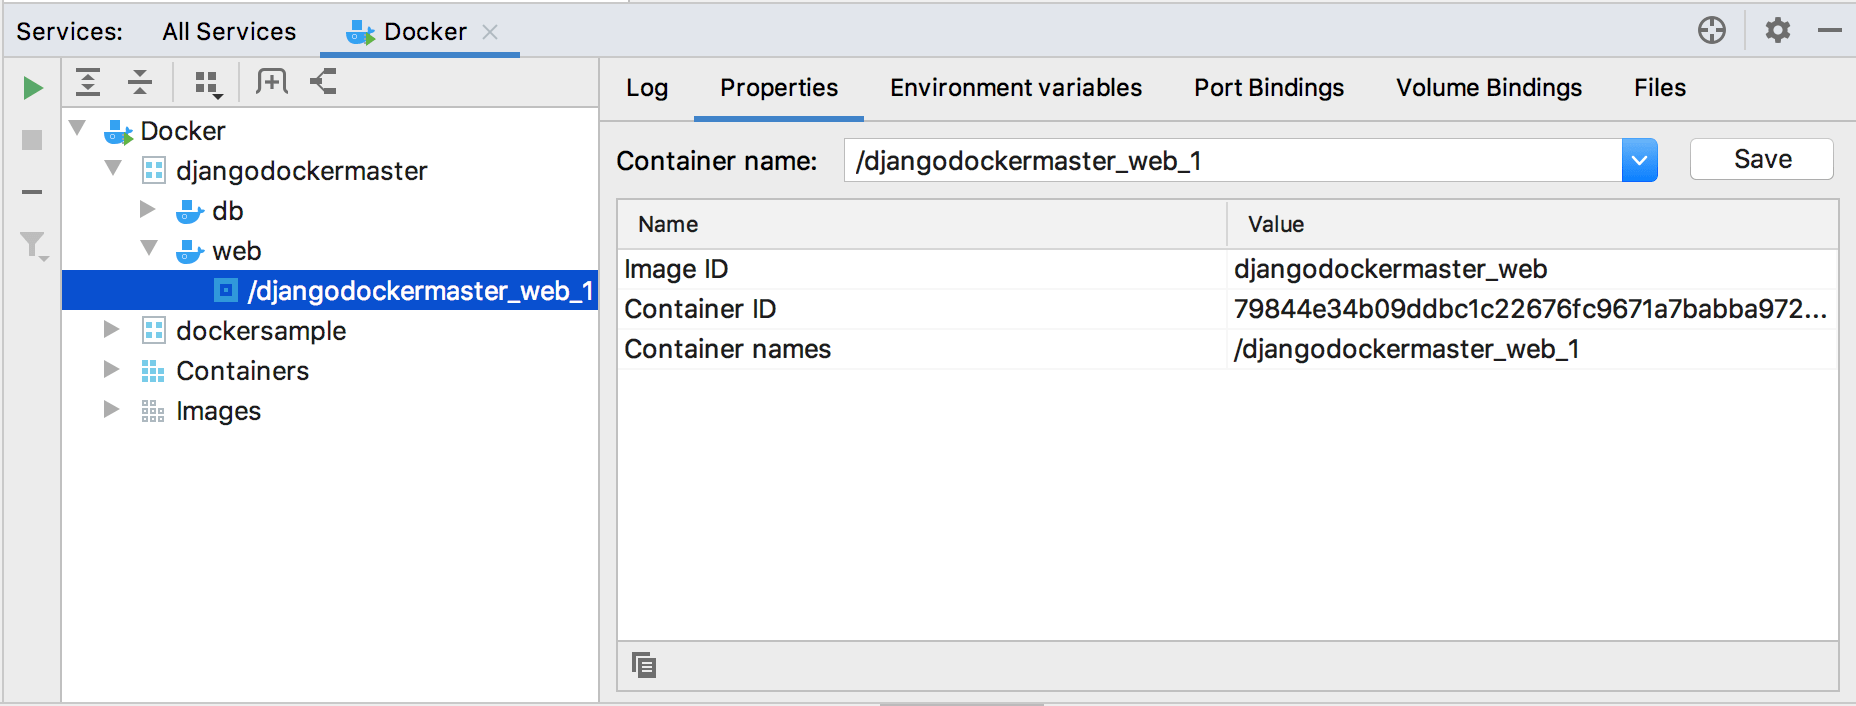 Services: All Services Docker
Log Properties Environment variables Port Bindings Volume Bindings Files
Docker
djangodockermaster
db
web
/djangodockermaster_web_1
dockersample
Containers
Images
Container name: /djangodockermaster_web_1 Save
Name Value
Image ID djangodockermaster_web
Container ID 79844e34b09ddbc1c22676fc9671a7babba972...
Container names /djangodockermaster_web_1